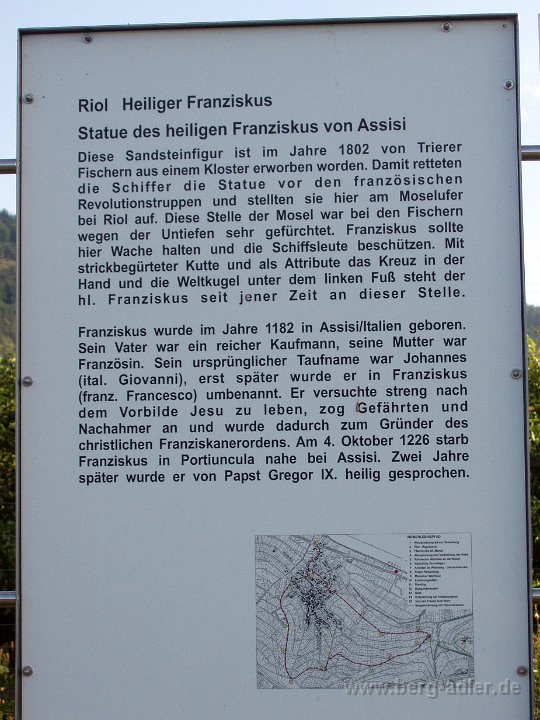 Riol Heiliger Franziskus
Statue des heiligen Franziskus von Assisi
Diese Sandsteinfigur ist im Jahre 1802 von Trierer
Fischern aus einem Kloster erworben worden. Damit retteten
die Schiffer die Statue vor den französischen
Revolutionstruppen und stellten sie hier am Moselufer
bei Riol auf. Diese Stelle der Mosel war bei den Fischern
wegen der Untiefen sehr gefürchtet. Franziskus sollte
hier Wache halten und die Schiffsleute beschützen. Mit
strickbegürteter Kutte und als Attribute das Kreuz in der
Hand und die Weltkugel unter dem linken Fuß steht der
hl. Franziskus seit jener Zeit an dieser Stelle.
Franziskus wurde im Jahre 1182 in Assisi/Italien geboren.
Sein Vater war ein reicher Kaufmann, seine Mutter war
Französin. Sein ursprünglicher Taufname war Johannes
(ital. Giovanni), erst später wurde er in Franziskus
(franz. Francesco) umbenannt. Er versuchte streng nach
dem Vorbilde Jesu zu leben, zog Gefährten und
Nachahmer an und wurde dadurch zum Gründer des
christlichen Franziskanerordens. Am 4. Oktober 1226 starb
Franziskus in Portiuncula nahe bei Assisi. Zwei Jahre
später wurde er von Papst Gregor IX. heilig gesprochen.
www.berg-adler.de